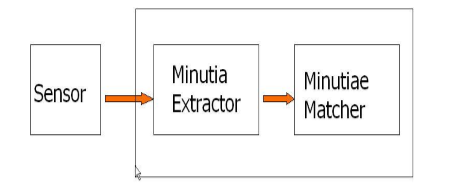 Sensor
Minutia
Extractor
Minutiae
Matcher